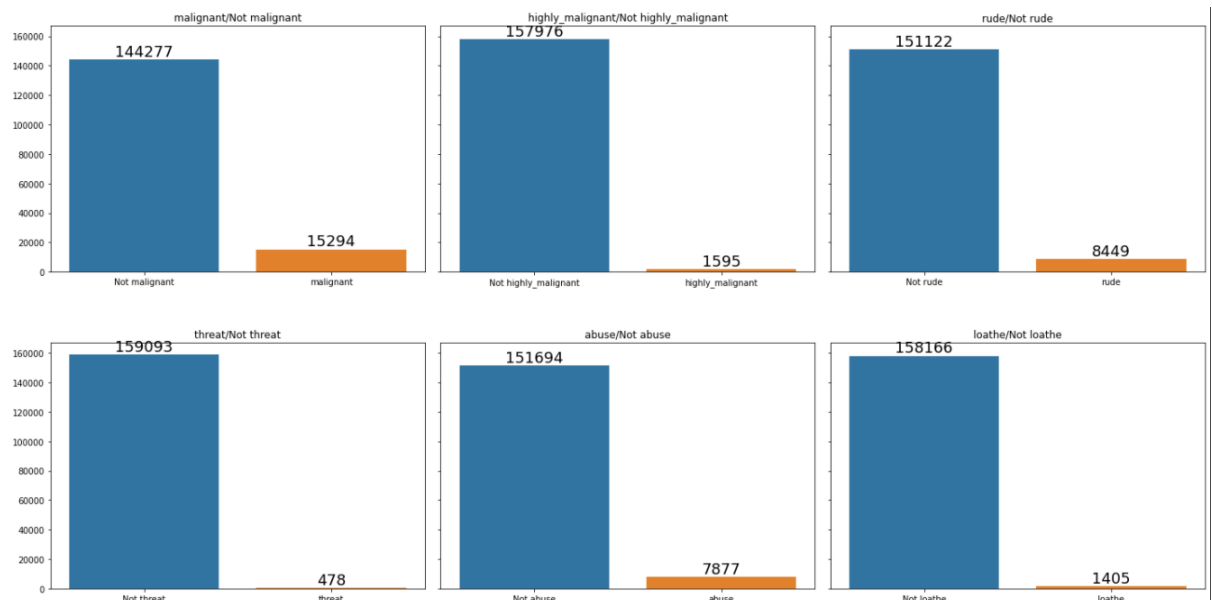 malignant/Not malignant
160000
140000
120000
100000
80000
60000
40000
20000
0
144277
15294
Not malignant malignant
highly_malignant/Not highly_malignant
157976
1595
Not highly_malignant highly_malignant
rude/Not rude
151122
8449
Not rude rude
threat/Not threat
160000
140000
120000
100000
80000
60000
40000
20000
0
159093
478
Not threat threat
abuse/Not abuse
151694
7877
Not abuse abuse
loathe/Not loathe
158166
1405
Not loathe loathe